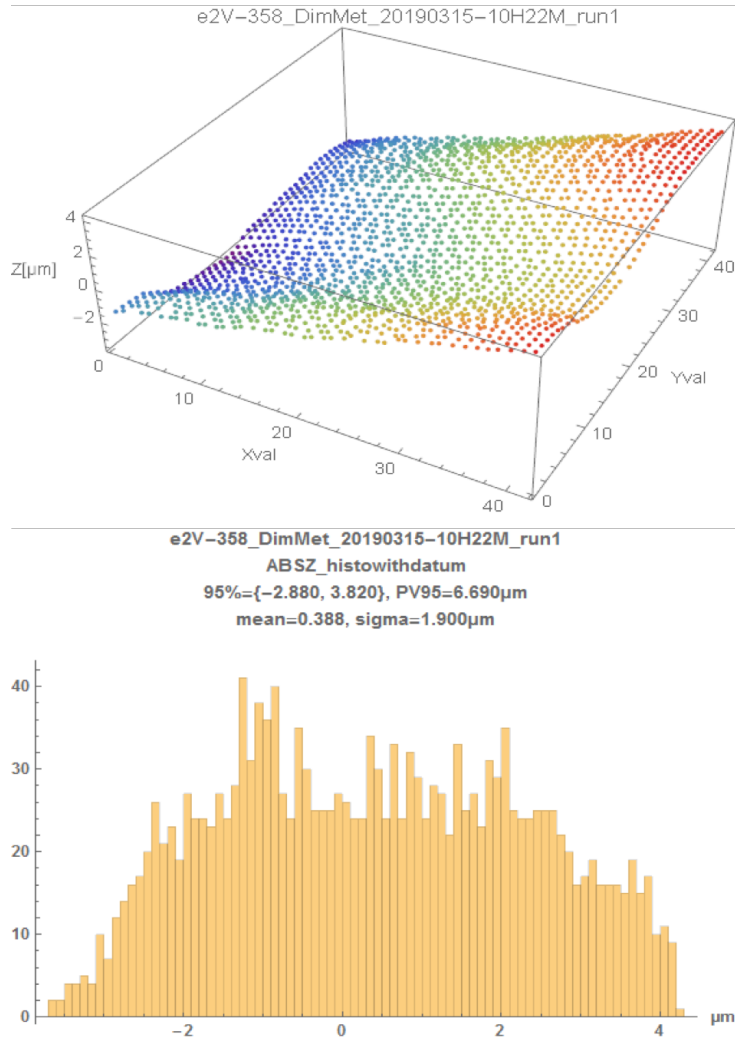 e2V−358_DimMet_20190315−10H22M_run1
4
2
Z[µm]
0
−2
0
10
20
Xval
30
40
40
30
20
Yval
10
0
e2V−358_DimMet_20190315−10H22M_run1
ABSZ_histowithdatum
95%={−2.880, 3.820}, PV95=6.690µm
mean=0.388, sigma=1.900µm
40
30
20
10
0
−2
0
2
4
µm